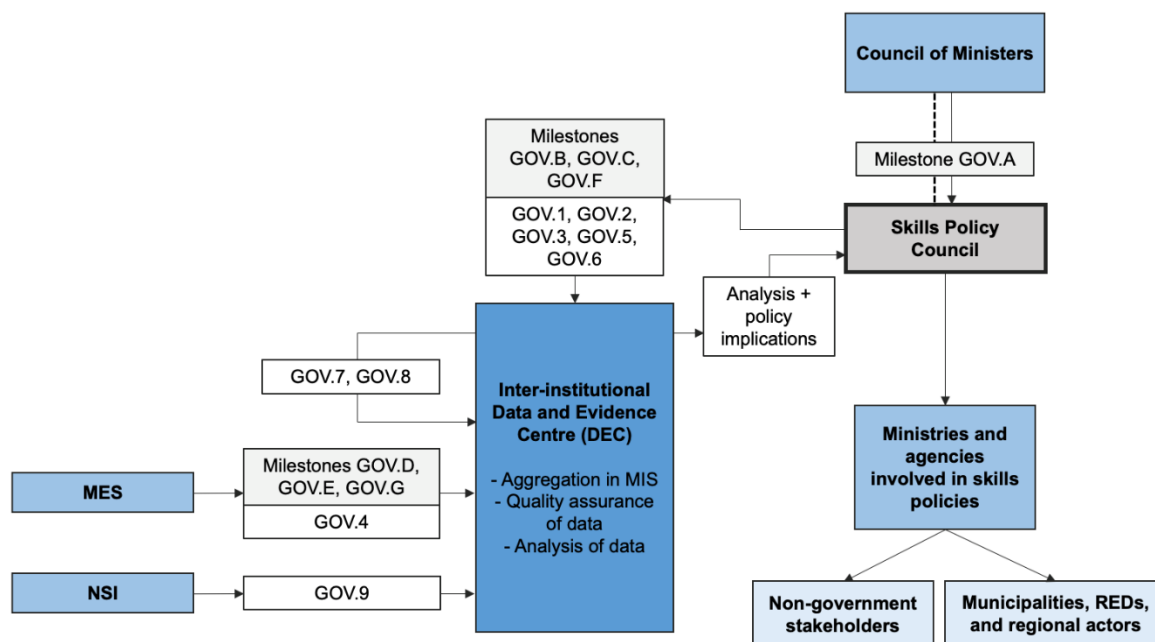 Council of Ministers
Milestone GOV.A
Skills Policy
Council
Milestones
GOV.B, GOV.C,
GOV.F
GOV.1, GOV.2,
GOV.3, GOV.5,
GOV.6
Analysis +
policy
implications
GOV.7, GOV.8
Inter-institutional
Data and Evidence
Centre (DEC)
- Aggregation in MIS
- Quality assurance
of data
- Analysis of data
MES
Milestones GOV.D,
GOV.E, GOV.G
GOV.4
NSI
GOV.9
Ministries and
agencies
involved in skills
policies
Non-government
stakeholders
Municipalities, REDs,
and regional actors